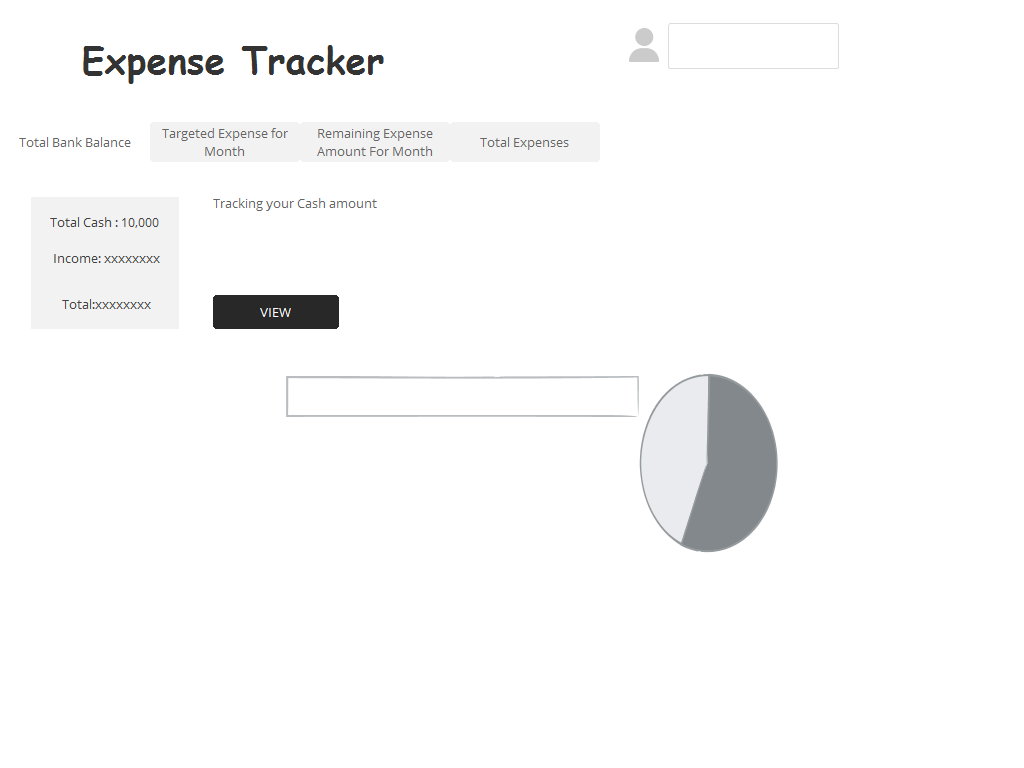 Expense Tracker
Total Bank Balance
Targeted Expense for
Month
Remaining Expense
Amount For Month
Total Expenses
Total Cash : 10,000
Tracking your Cash amount
Income: xxxxxxxx
Total:xxxxxxxx
VIEW